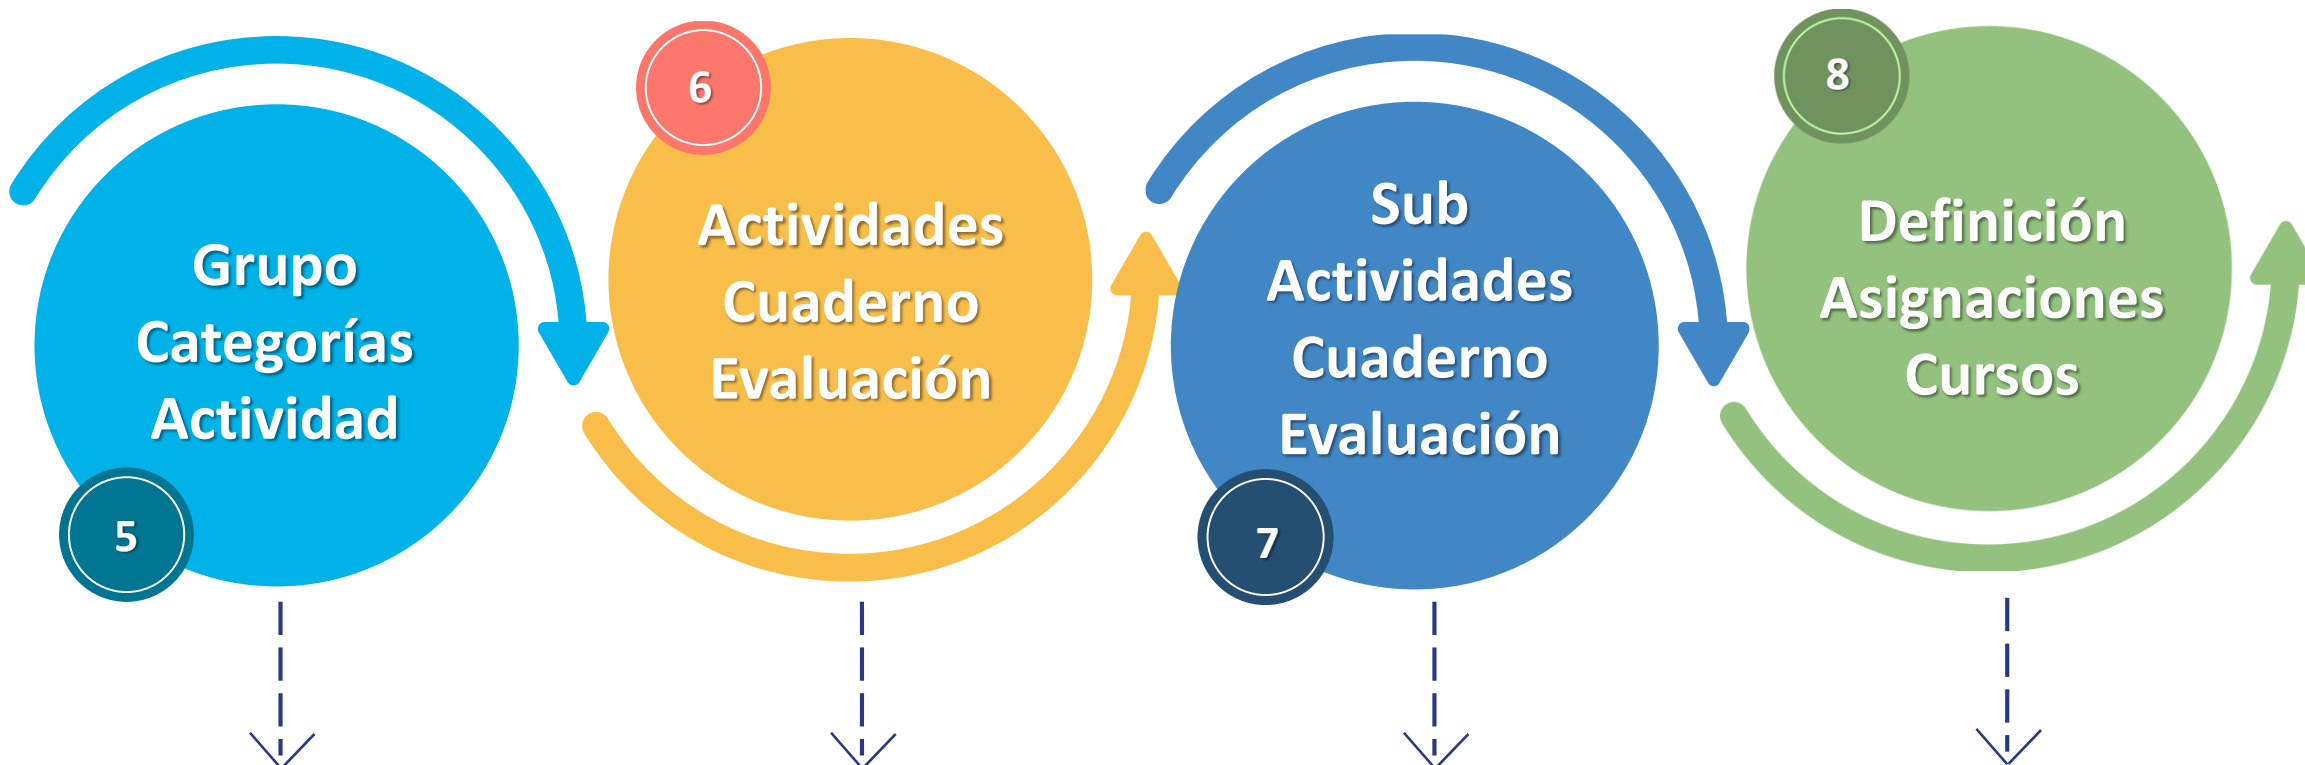 Grupo
Categorías
Actividad
5
6
Actividades
Cuaderno
Evaluación
Sub
Actividades
Cuaderno
Evaluación
7
8
Definición
Asignaciones
Cursos